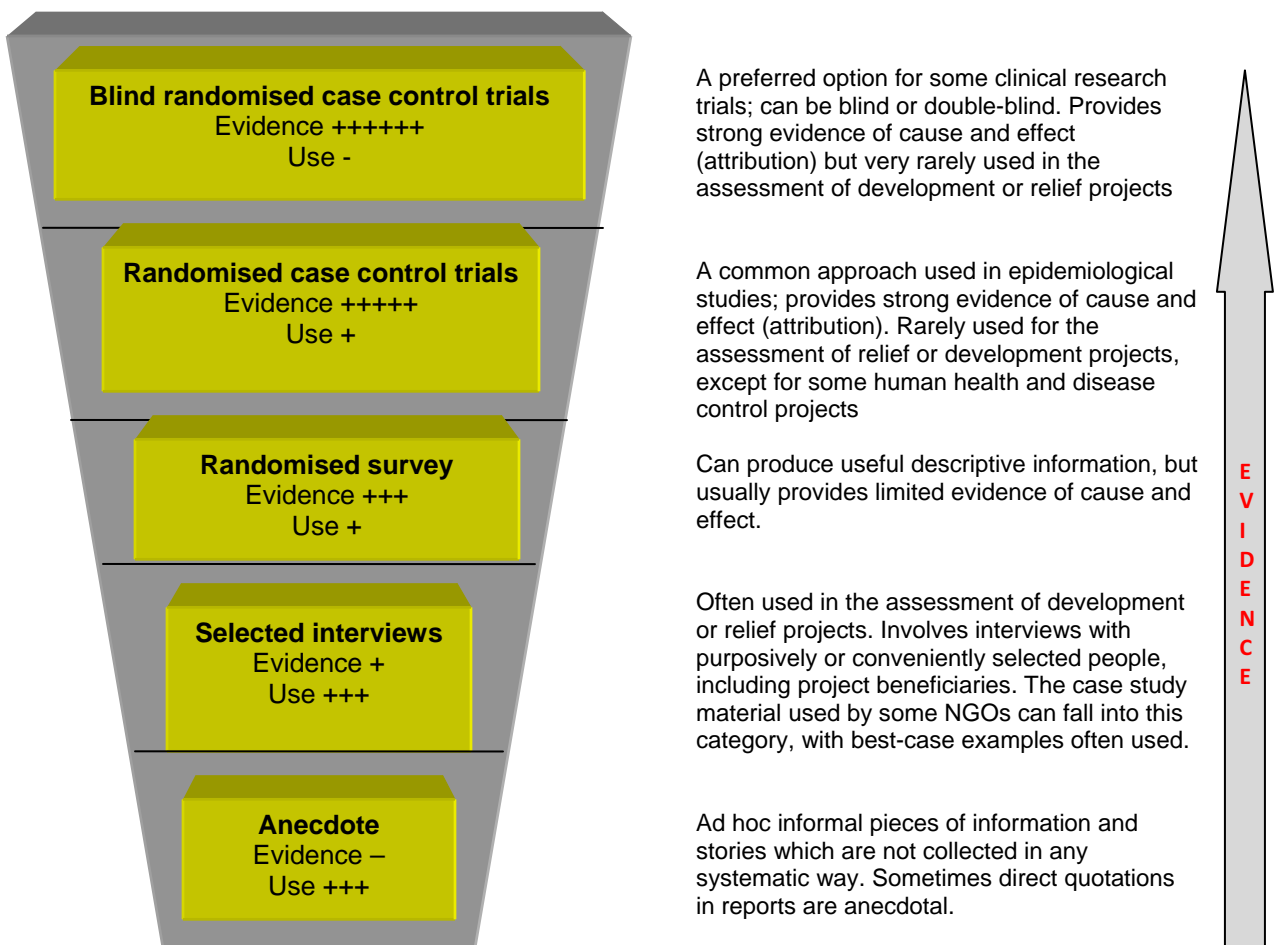 Blind randomised case control trials
Evidence ++++++
Use -
A preferred option for some clinical research
trials; can be blind or double-blind. Provides
strong evidence of cause and effect
(attribution) but very rarely used in the
assessment of development or relief projects
Randomised case control trials
Evidence +++++
Use +
A common approach used in epidemiological
studies; provides strong evidence of cause and
effect (attribution). Rarely used for the
assessment of relief or development projects,
except for some human health and disease
control projects
Randomised survey
Evidence +++
Use +
Can produce useful descriptive information, but
usually provides limited evidence of cause and
effect.
Selected interviews
Evidence +
Use +++
Often used in the assessment of development
or relief projects. Involves interviews with
purposively or conveniently selected people,
including project beneficiaries. The case study
material used by some NGOs can fall into this
category, with best-case examples often used.
Anecdote
Evidence –
Use +++
Ad hoc informal pieces of information and
stories which are not collected in any
systematic way. Sometimes direct quotations
in reports are anecdotal.
E
V
I
D
E
N
C
E